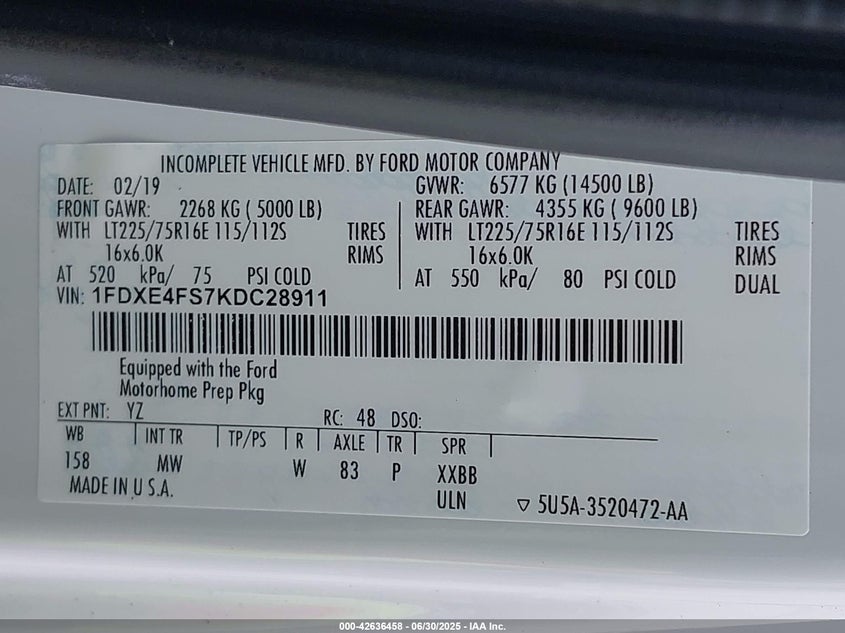 INCOMPLETE VEHICLE MFD. BY FORD MOTOR COMPANY
DATE: 02/19 GVWR: 6577 KG (14500 LB)
FRONT GAWR: 2268 KG ( 5000 LB) REAR GAWR: 4355 KG ( 9600 LB)
WITH LT225/75R16E 115/112S TIRES WITH LT225/75R16E 115/112S TIRES
16x6.0K RIMS 16x6.0K RIMS
AT 520 kPa/ 75 PSI COLD AT 550 kPa/ 80 PSI COLD DUAL
VIN: 1FDXE4FS7KDC28911
Equipped with the Ford
Motorhome Prep Pkg
EXT PNT: YZ RC: 48 DSO:
WB INT TR TP/PS R AXLE TR SPR
158 MW W 83 P XXBB
MADE IN U S.A. ULN ▽ 5U5A-3520472-AA
000-42636458 - 06/30/2025 - IAA Inc.